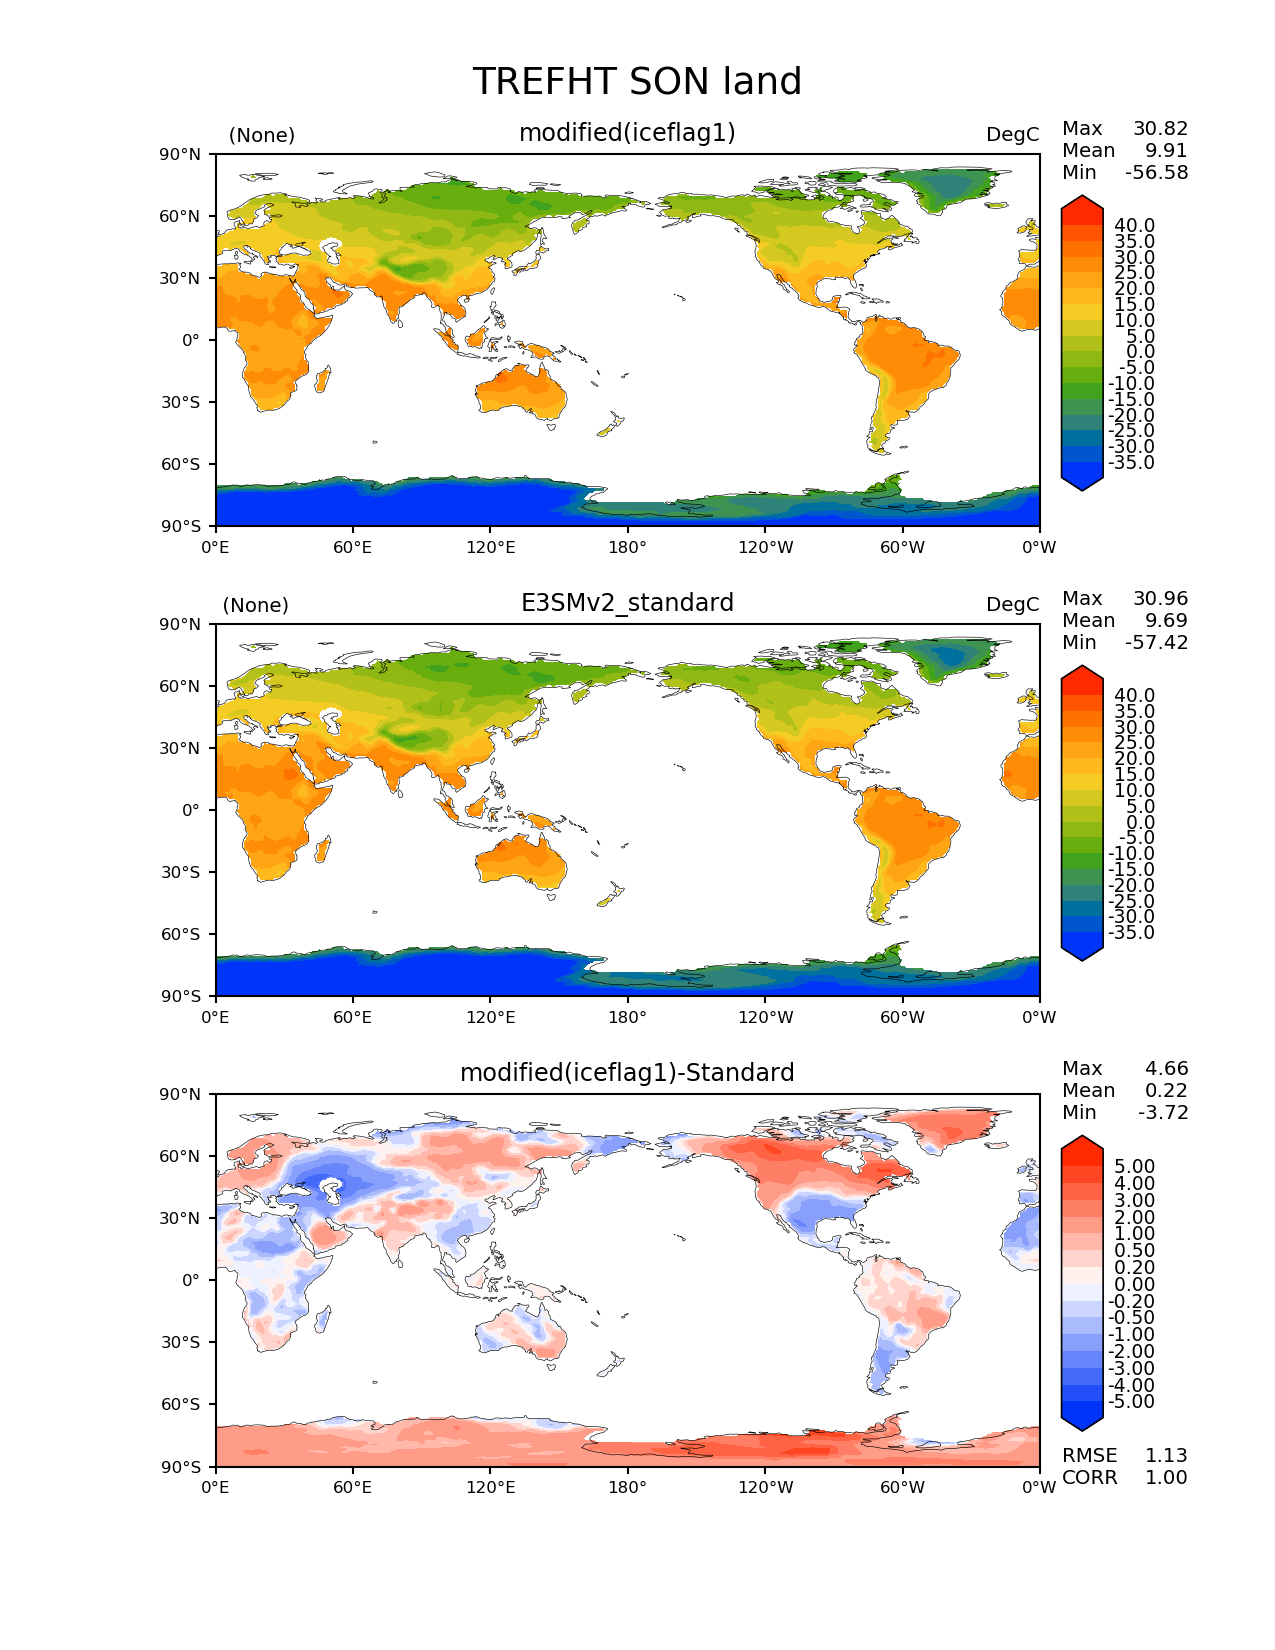 TREFHT SON land
(None) modified(iceflag1) DegC
Max 30.82
Mean 9.91
Min -56.58
90°N
60°N
30°N
0°
30°S
60°S
90°S
0°E 60°E 120°E 180° 120°W 60°W 0°W
40.0
35.0
30.0
25.0
20.0
15.0
10.0
5.0
0.0
-5.0
-10.0
-15.0
-20.0
-25.0
-30.0
-35.0
(None) E3SMv2_standard DegC
Max 30.96
Mean 9.69
Min -57.42
90°N
60°N
30°N
0°
30°S
60°S
90°S
0°E 60°E 120°E 180° 120°W 60°W 0°W
40.0
35.0
30.0
25.0
20.0
15.0
10.0
5.0
0.0
-5.0
-10.0
-15.0
-20.0
-25.0
-30.0
-35.0
modified(iceflag1)-Standard
Max 4.66
Mean 0.22
Min -3.72
90°N
60°N
30°N
0°
30°S
60°S
90°S
0°E 60°E 120°E 180° 120°W 60°W 0°W
5.00
4.00
3.00
2.00
1.00
0.50
0.20
0.00
-0.20
-0.50
-1.00
-2.00
-3.00
-4.00
-5.00
RMSE 1.13
CORR 1.00